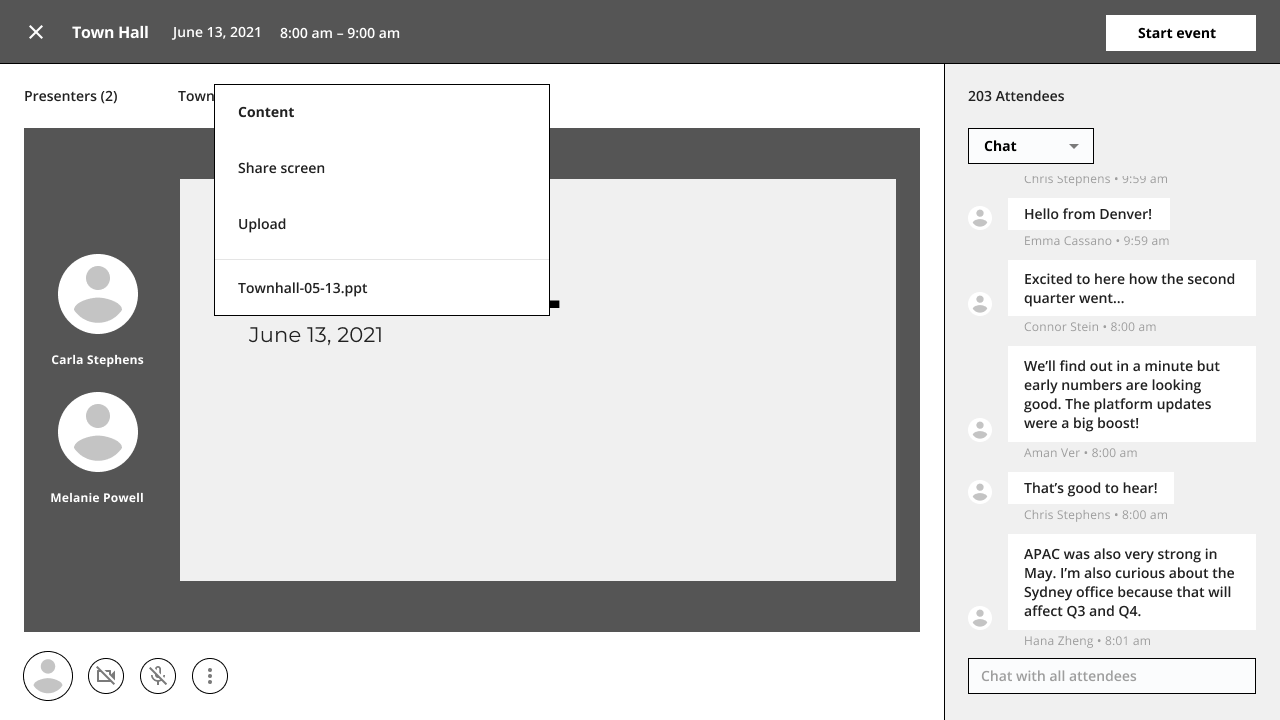 Town Hall June 13, 2021 8:00 am – 9:00 am Start event
Presenters (2) Town
Content
Share screen
Upload
Townhall-05-13.ppt
June 13, 2021
Carla Stephens
Melanie Powell
203 Attendees
Chat
Chris Stephens • 9:59 am
Hello from Denver!
Emma Cassano • 9:59 am
Excited to here how the second
quarter went...
Connor Stein • 8:00 am
We’ll find out in a minute but
early numbers are looking
good. The platform updates
were a big boost!
Aman Ver • 8:00 am
That’s good to hear!
Chris Stephens • 8:00 am
APAC was also very strong in
May. I’m also curious about the
Sydney office because that will
affect Q3 and Q4.
Hana Zheng • 8:01 am
Chat with all attendees